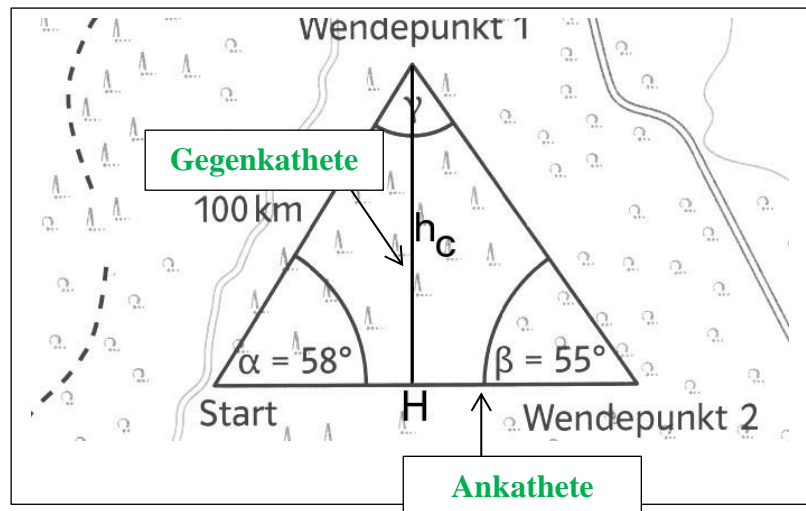 Wendepunkt 1
γ
Gegenkathete
100 km
h_c
α = 58°
β = 55°
Start
H
Wendepunkt 2
Ankathete